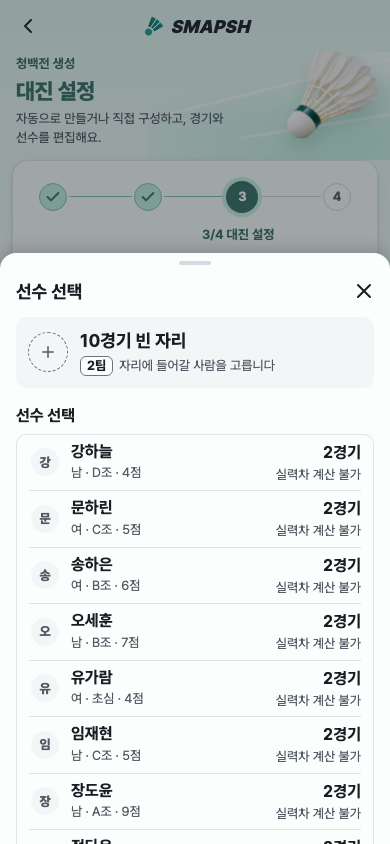 SMAPSH
청백전 생성
대진 설정
자동으로 만들거나 직접 구성하고, 경기와
선수를 편집해요.
3
4
3/4 대진 설정
선수 선택
10경기 빈 자리
2팀 자리에 들어갈 사람을 고릅니다
선수 선택
강 강하늘 2경기
남 · D조 · 4점 실력차 계산 불가
문 문하린 2경기
여 · C조 · 5점 실력차 계산 불가
송 송하은 2경기
여 · B조 · 6점 실력차 계산 불가
오 오세훈 2경기
남 · B조 · 7점 실력차 계산 불가
유 유가람 2경기
여 · 초심 · 4점 실력차 계산 불가
임 임재현 2경기
남 · C조 · 5점 실력차 계산 불가
장 장도윤 2경기
남 · A조 · 9점 실력차 계산 불가